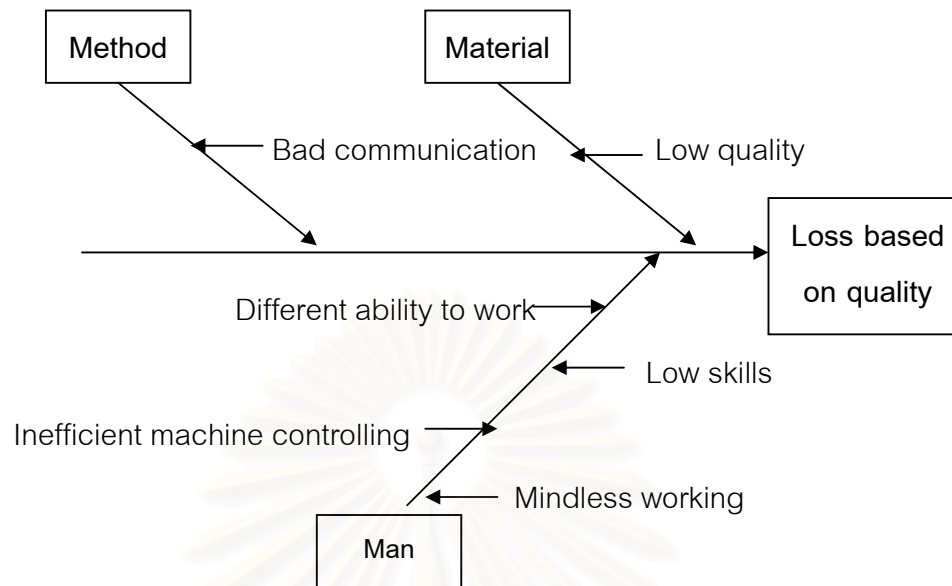 Method
Material
Bad communication
Low quality
Loss based
on quality
Different ability to work
Low skills
Inefficient machine controlling
Mindless working
Man